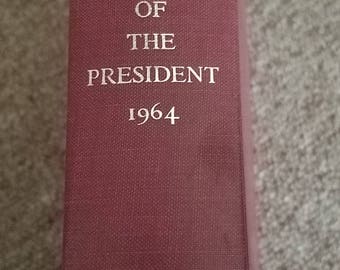 OF
THE
PRESIDENT
1964